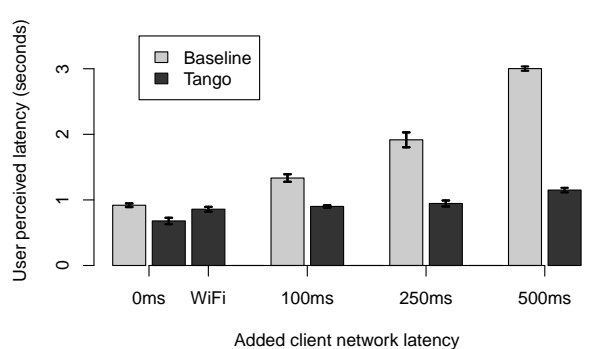 User perceived latency (seconds)
3
2
1
0
Baseline
Tango
0ms WiFi 100ms 250ms 500ms
Added client network latency